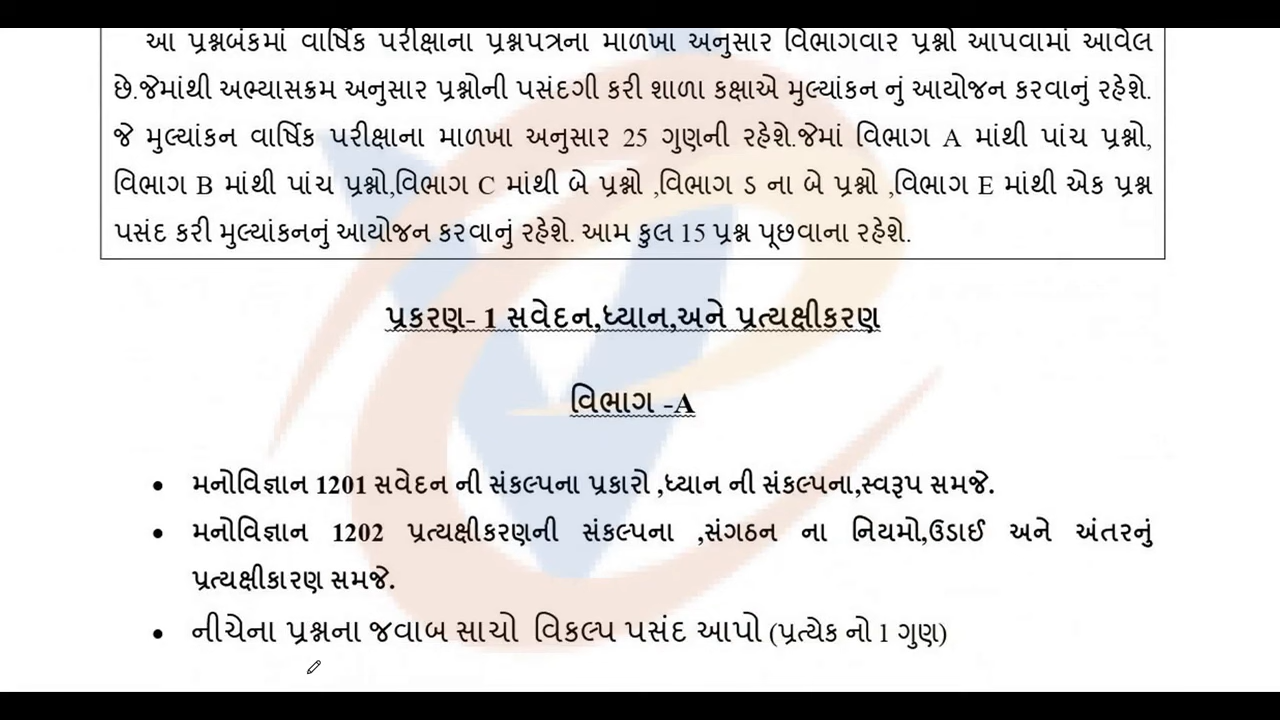 આ પ્રશ્નબંકમાં વાર્ષિક પરીક્ષાના પ્રશ્નપત્રના માળખા અનુસાર વિભાગવાર પ્રશ્નો આપવામાં આવેલ
છે.જેમાંથી અભ્યાસક્રમ અનુસાર પ્રશ્નોની પસંદગી કરી શાળા કક્ષાએ મુલ્યાંકન નું આયોજન કરવાનું રહેશે.
જે મુલ્યાંકન વાર્ષિક પરીક્ષાના માળખા અનુસાર 25 ગુણની રહેશે.જેમાં વિભાગ A માંથી પાંચ પ્રશ્નો,
વિભાગ B માંથી પાંચ પ્રશ્નો,વિભાગ C માંથી બે પ્રશ્નો ,વિભાગ ડ ના બે પ્રશ્નો ,વિભાગ E માંથી એક પ્રશ્ન
પસંદ કરી મુલ્યાંકનનું આયોજન કરવાનું રહેશે. આમ કુલ 15 પ્રશ્ન પૂછવાના રહેશે.
પ્રકરણ- 1 સવેદન,ધ્યાન,અને પ્રત્યક્ષીકરણ
વિભાગ -A
• મનોવિજ્ઞાન 1201 સવેદન ની સંકલ્પના પ્રકારો ,ધ્યાન ની સંકલ્પના,સ્વરૂપ સમજે.
• મનોવિજ્ઞાન 1202 પ્રત્યક્ષીકરણની સંકલ્પના ,સંગઠન ના નિયમો,ઉડાઈ અને અંતરનું
પ્રત્યક્ષીકારણ સમજે.
• નીચેના પ્રશ્નના જવાબ સાચો વિકલ્પ પસંદ આપો (પ્રત્યેક નો 1 ગુણ)